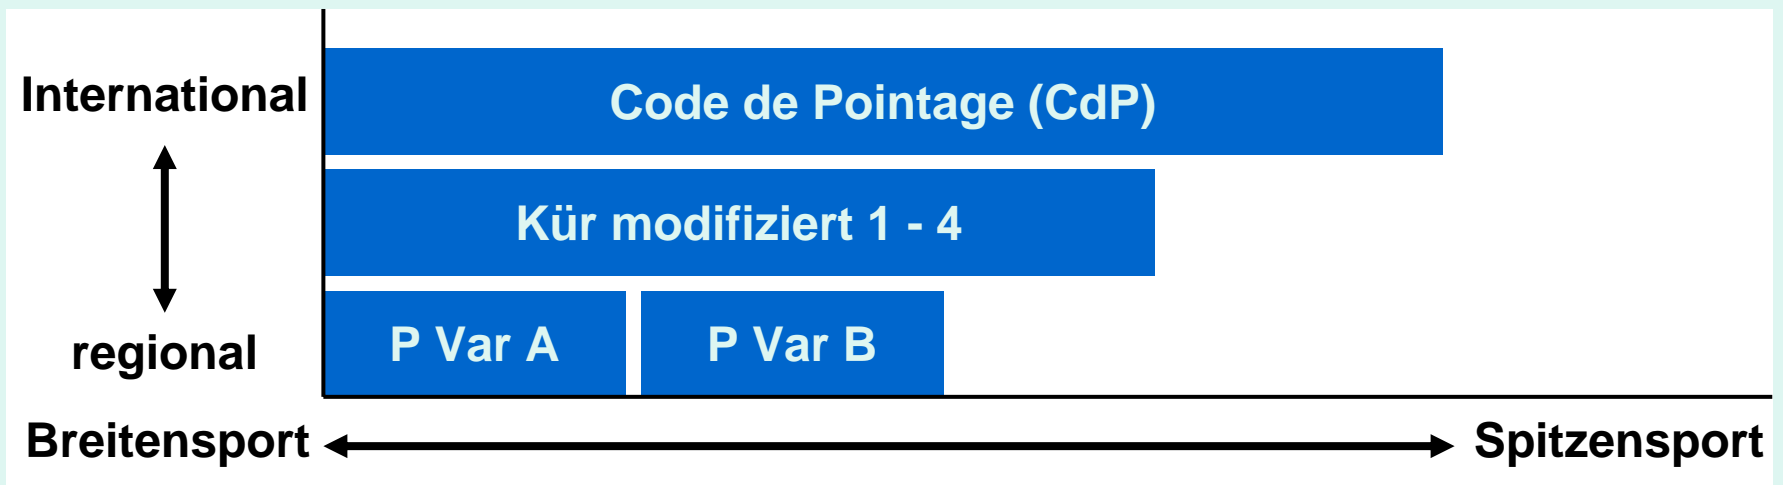 International
Code de Pointage (CdP)
Kür modifiziert 1 - 4
regional
P Var A
P Var B
Breitensport
Spitzensport